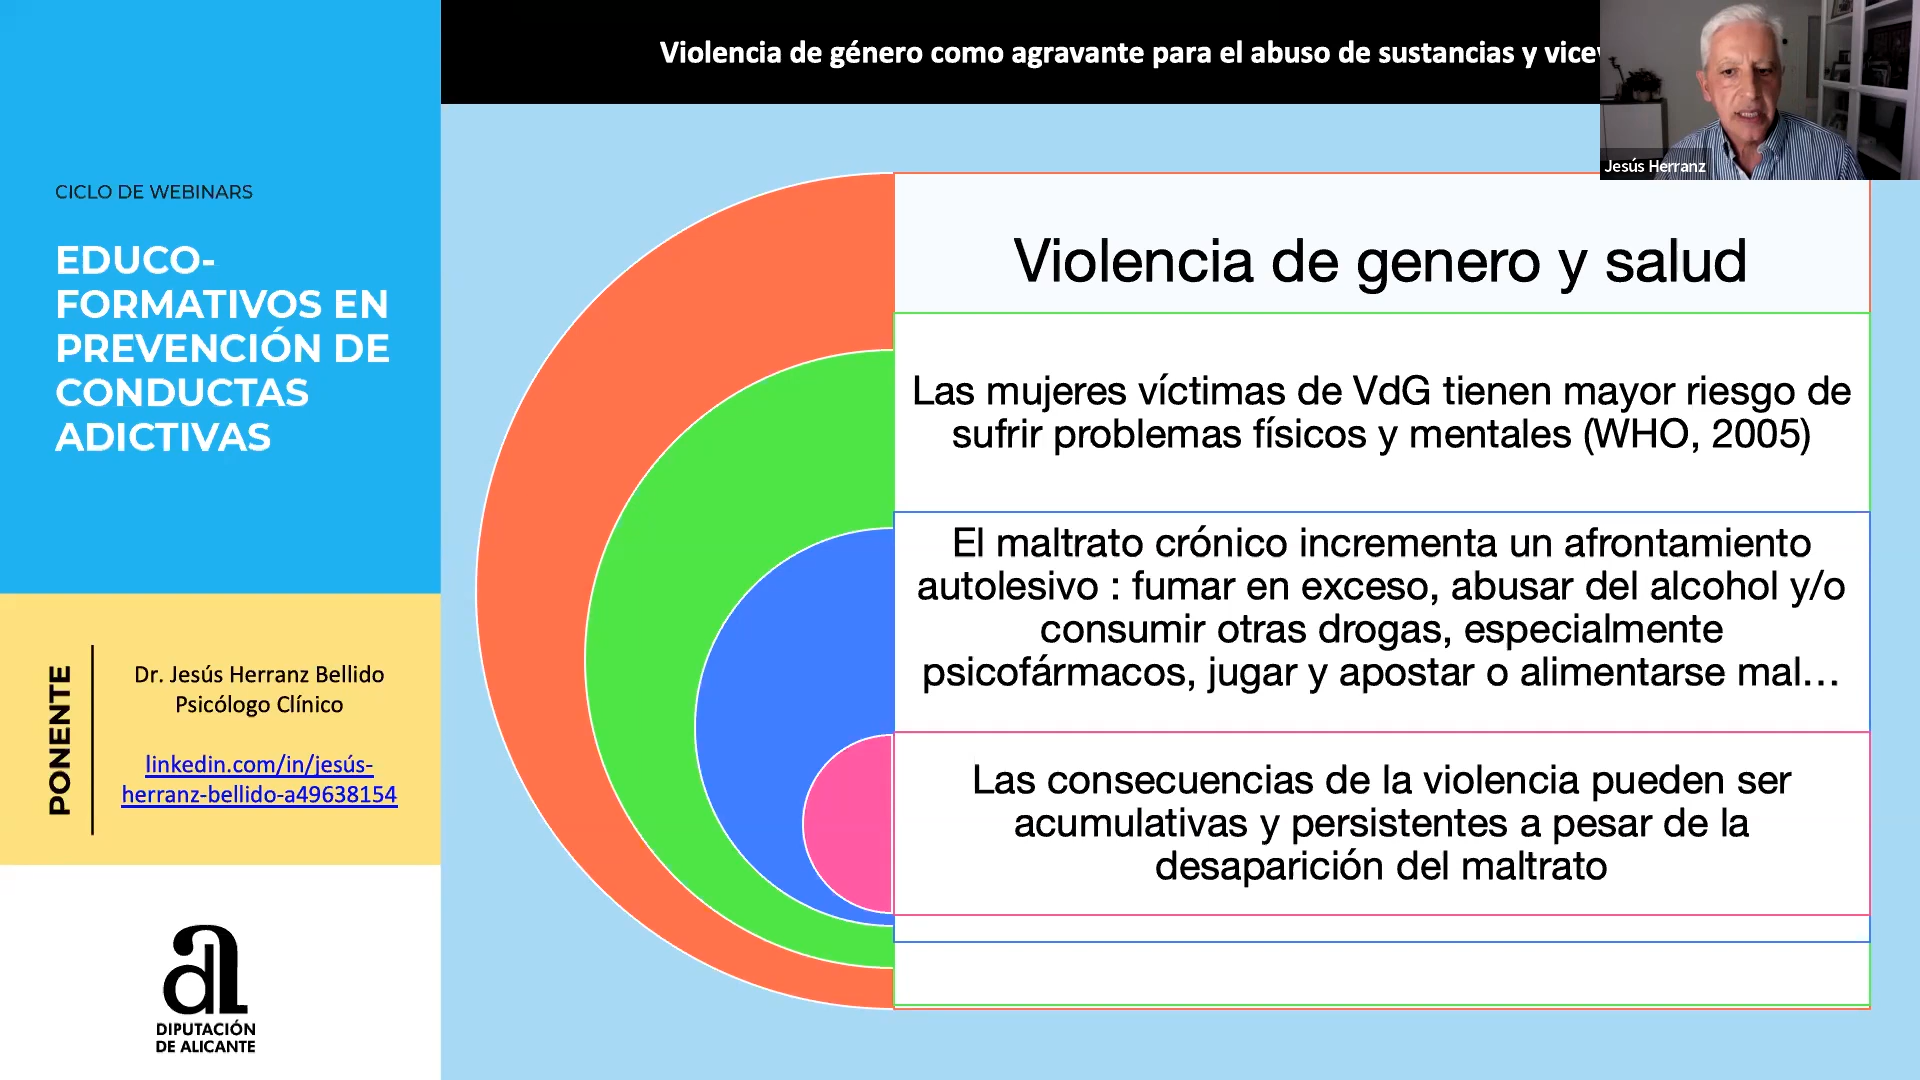 Violencia de género como agravante para el abuso de sustancias y
Jesús Herranz
CICLO DE WEBINARS
EDUCO-
FORMATIVOS EN
PREVENCIÓN DE
CONDUCTAS
ADICTIVAS
PONENTE
Dr. Jesús Herranz Bellido
Psicólogo Clínico
linkedin.com/in/jesús-
herranz-bellido-a49638154
DIPUTACIÓN
DE ALICANTE
Violencia de genero y salud
Las mujeres víctimas de VdG tienen mayor riesgo de
sufrir problemas físicos y mentales (WHO, 2005)
El maltrato crónico incrementa un afrontamiento
autolesivo : fumar en exceso, abusar del alcohol y/o
consumir otras drogas, especialmente
psicofármacos, jugar y apostar o alimentarse mal...
Las consecuencias de la violencia pueden ser
acumulativas y persistentes a pesar de la
desaparición del maltrato